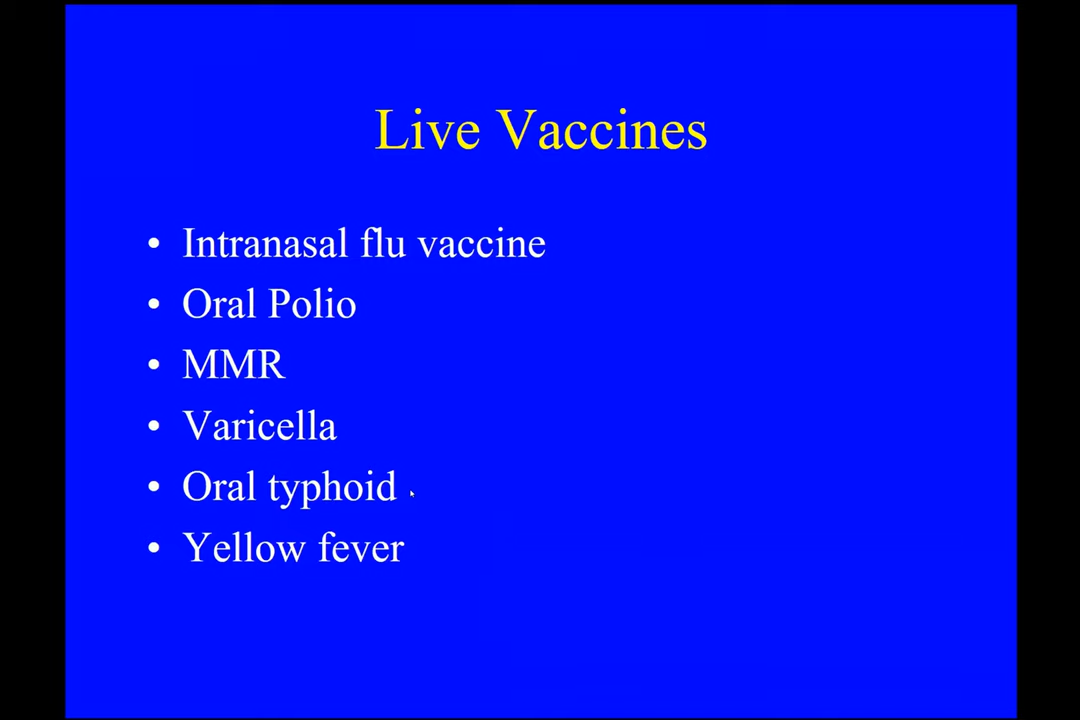 Live Vaccines
• Intranasal flu vaccine
• Oral Polio
• MMR
• Varicella
• Oral typhoid
• Yellow fever